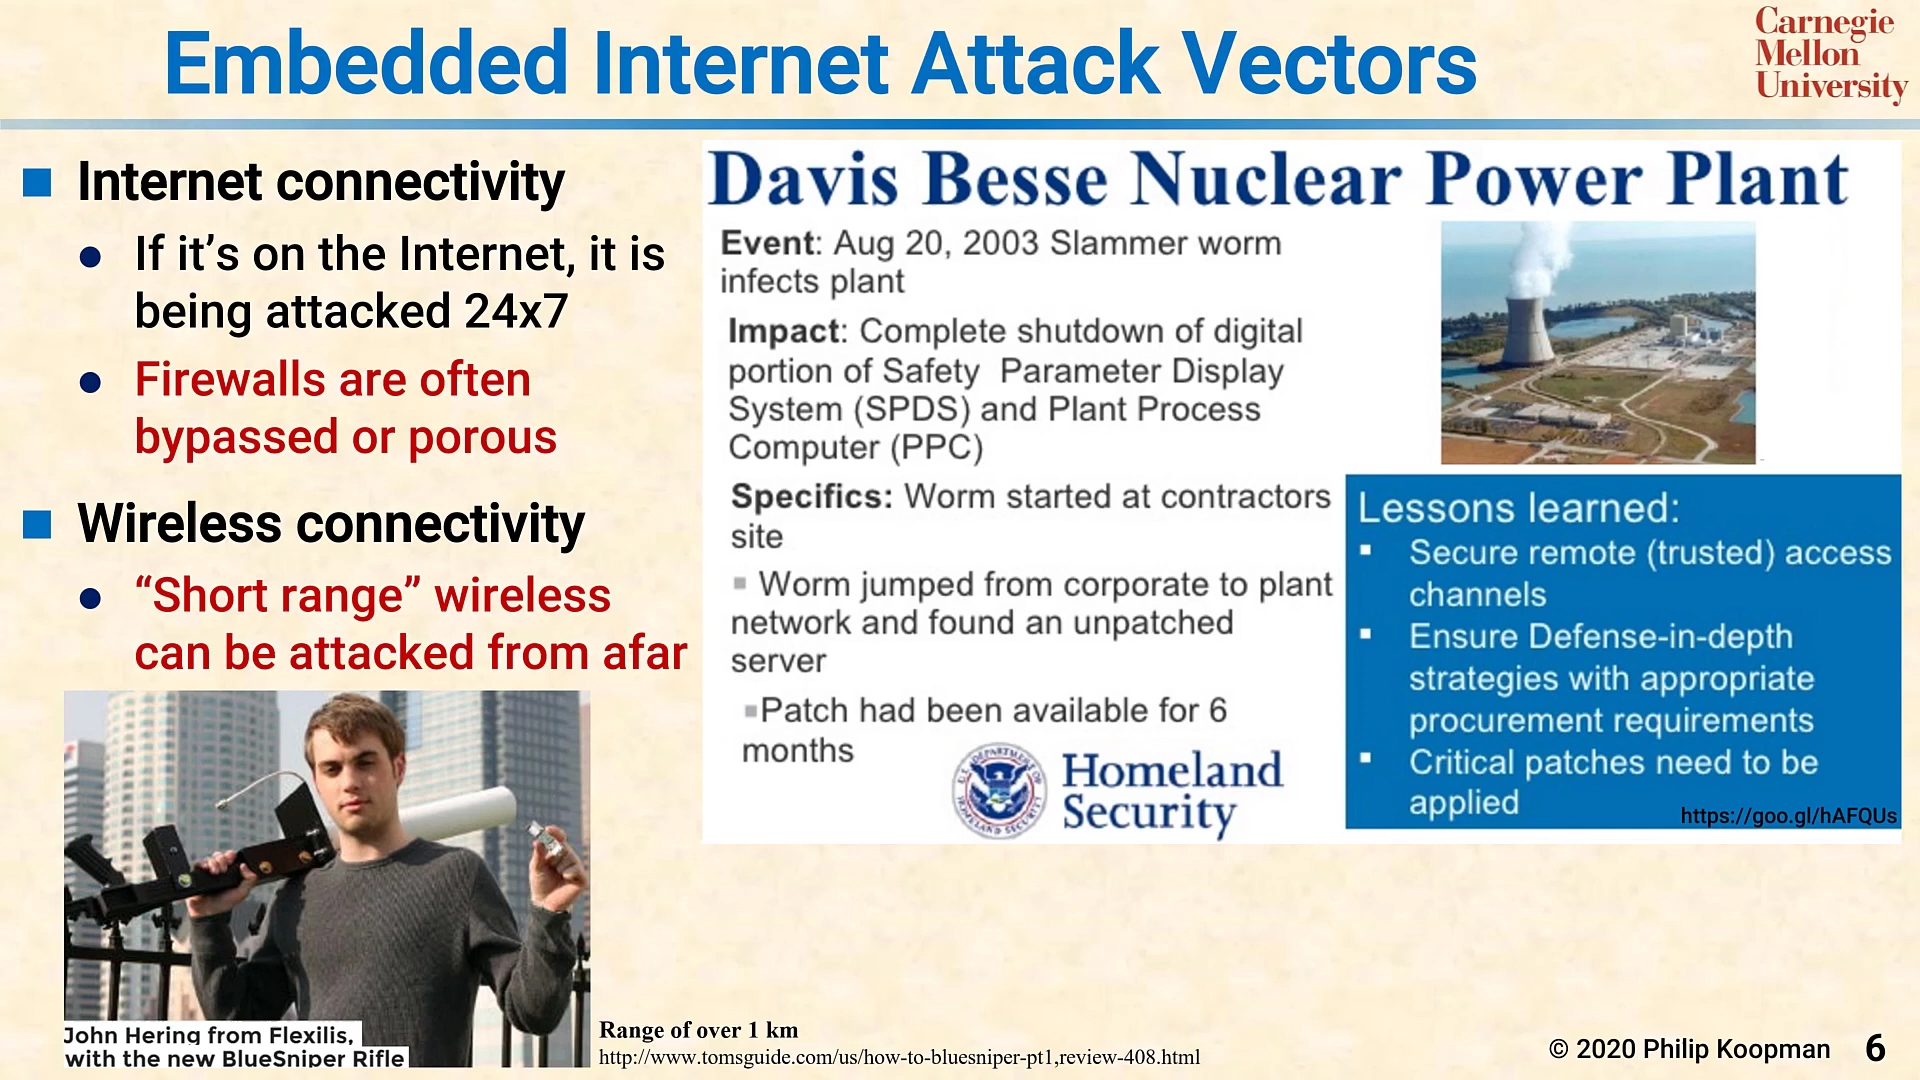 Embedded Internet Attack Vectors
Carnegie
Mellon
University
Internet connectivity
If it’s on the Internet, it is
being attacked 24x7
Firewalls are often
bypassed or porous
Wireless connectivity
“Short range” wireless
can be attacked from afar
John Hering from Flexilis,
with the new BlueSniper Rifle
Range of over 1 km
http://www.tomsguide.com/us/how-to-bluesniper-pt1,review-408.html
Davis Besse Nuclear Power Plant
Event: Aug 20, 2003 Slammer worm
infects plant
Impact: Complete shutdown of digital
portion of Safety Parameter Display
System (SPDS) and Plant Process
Computer (PPC)
Specifics: Worm started at contractors
site
Worm jumped from corporate to plant
network and found an unpatched
server
Patch had been available for 6
months
Homeland
Security
Lessons learned:
Secure remote (trusted) access
channels
Ensure Defense-in-depth
strategies with appropriate
procurement requirements
Critical patches need to be
applied
https://goo.gl/hAFQUs
© 2020 Philip Koopman 6